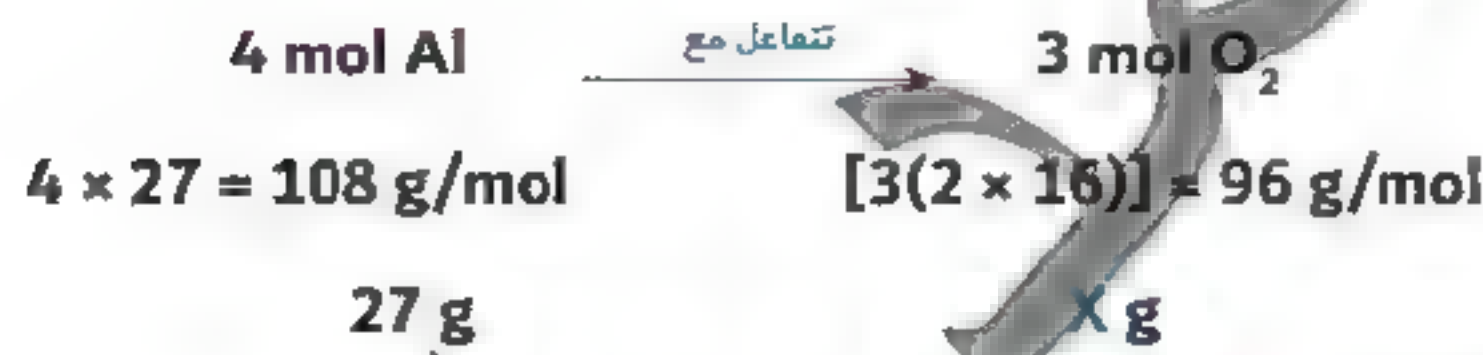 4 mol Al تتفاعل مع 3 mol O₂
4 × 27 = 108 g/mol [3(2 × 16)] = 96 g/mol
27 g X g